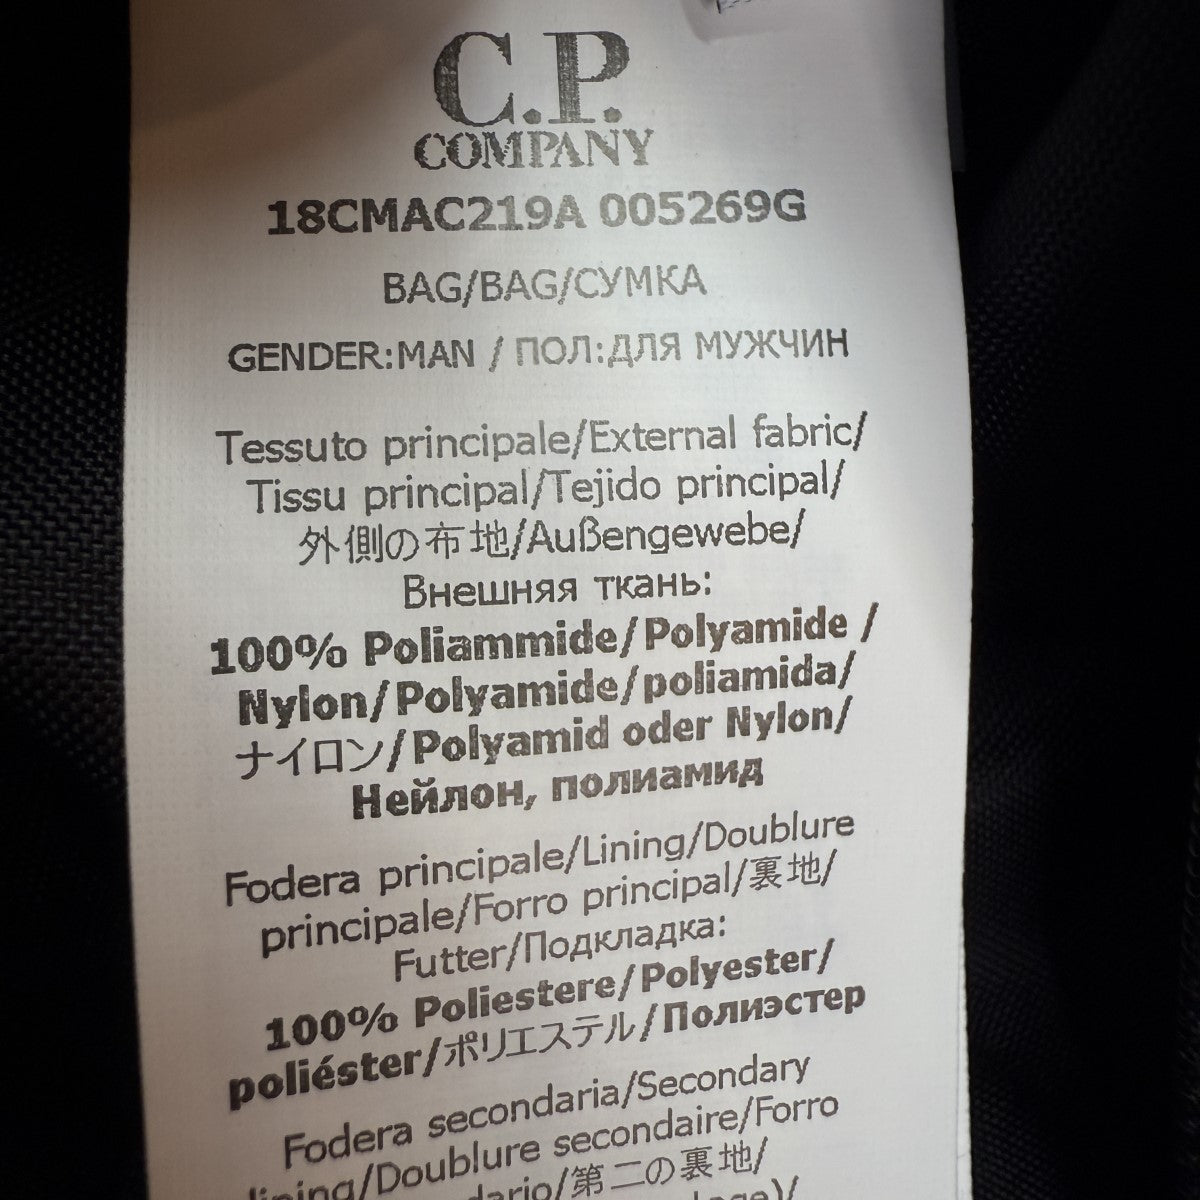 C.P.
COMPANY
18CMAC219A 005269G
BAG/BAG/СУМКА
GENDER:MAN / ПОЛ:ДЛЯ МУЖЧИН
Tessuto principale/External fabric/
Tissu principal/Tejido principal/
外側の布地/Außengewebe/
Внешняя ткань:
100% Poliammide/Polyamide /
Nylon/Polyamide/poliamida/
ナイロン/Polyamid oder Nylon/
Нейлон, полиамид
Fodera principale/Lining/Doublure
principale/Forro principal/裏地/
Futter/Подкладка:
100% Poliestere/Polyester/
poliéster/ポリエステル/Полиэстер
Fodera secondaria/Secondary
lining/Doublure secondaire/Forro
/第二の裏地/